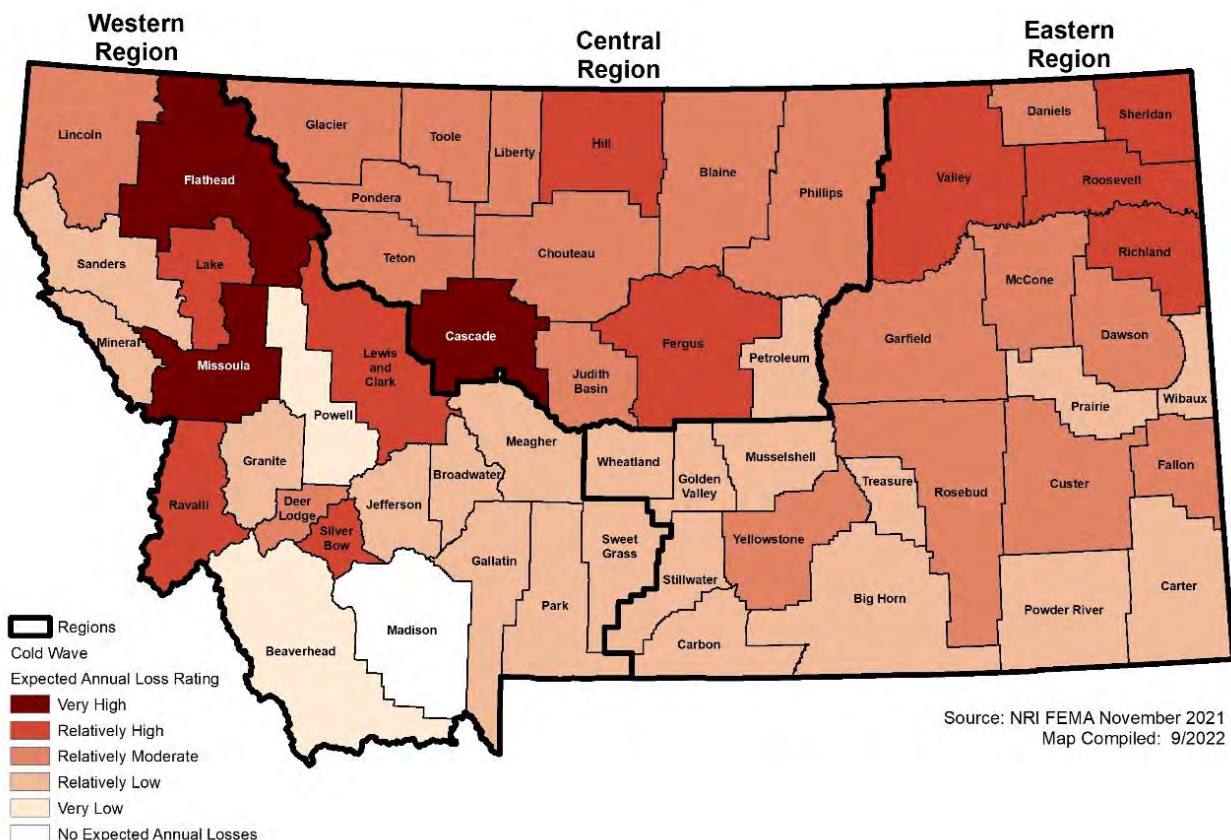 Western
Region
Central
Region
Eastern
Region
Lincoln
Flathead
Glacier
Toole
Liberty
Hill
Blaine
Phillips
Valley
Daniels
Sheridan
Roosevelt
Pondera
Teton
Chouteau
Richland
Sanders
Lake
McCone
Mineral
Missoula
Lewis
and
Clark
Cascade
Judith
Basin
Fergus
Petroleum
Garfield
Dawson
Powell
Prairie
Wibaux
Granite
Meagher
Wheatland
Golden
Valley
Musselshell
Ravalli
Deer
Lodge
Silver
Bow
Jefferson
Broadwater
Treasure
Rosebud
Custer
Fallon
Gallatin
Sweet
Grass
Yellowstone
Stillwater
Beaverhead
Madison
Park
Carbon
Big Horn
Powder River
Carter
Regions
Cold Wave
Expected Annual Loss Rating
Very High
Relatively High
Relatively Moderate
Relatively Low
Very Low
No Expected Annual Losses
Source: NRI FEMA November 2021
Map Compiled: 9/2022